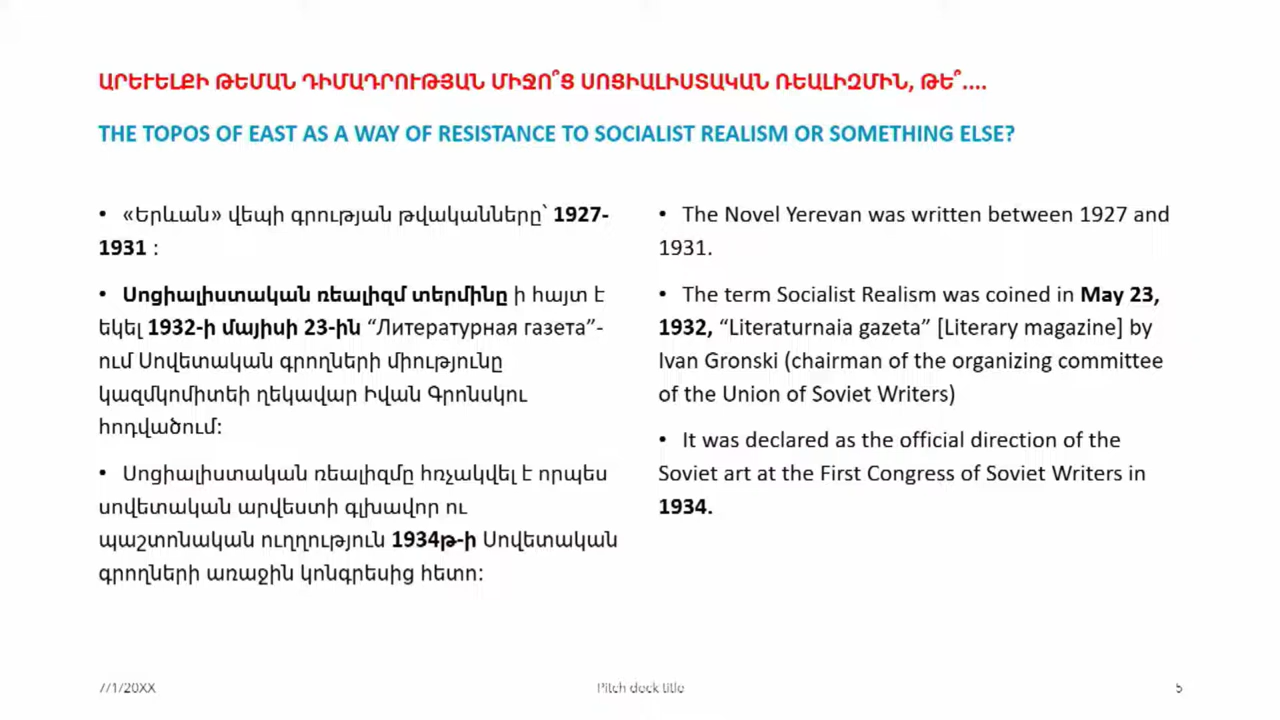 ԱՐԵՒԵԼՔԻ ԹԵՄԱՆ ԴԻՄԱԴՐՈՒԹՅԱՆ ՄԻՋՈ՞Ց ՍՈՑԻԱԼԻՍՏԱԿԱՆ ՌԵԱԼԻԶՄԻՆ, ԹԵ՞....
THE TOPOS OF EAST AS A WAY OF RESISTANCE TO SOCIALIST REALISM OR SOMETHING ELSE?
• «Երևան» վեպի գրության թվականները՝ 1927-
1931 :
• Սոցիալիստական ռեալիզմ տերմինը ի հայտ է
եկել 1932-ի մայիսի 23-ին “Литературная газета”-
ում Սովետական գրողների միությունը
կազմկոմիտեի ղեկավար Իվան Գրոնսկու
հոդվածում:
• Սոցիալիստական ռեալիզմը հռչակվել է որպես
սովետական արվեստի գլխավոր ու
պաշտոնական ուղղություն 1934թ-ի Սովետական
գրողների առաջին կոնգրեսից հետո:
• The Novel Yerevan was written between 1927 and
1931.
• The term Socialist Realism was coined in May 23,
1932, “Literaturnaia gazeta” [Literary magazine] by
Ivan Gronski (chairman of the organizing committee
of the Union of Soviet Writers)
• It was declared as the official direction of the
Soviet art at the First Congress of Soviet Writers in
1934.
7/1/20XX
Pitch deck title
5